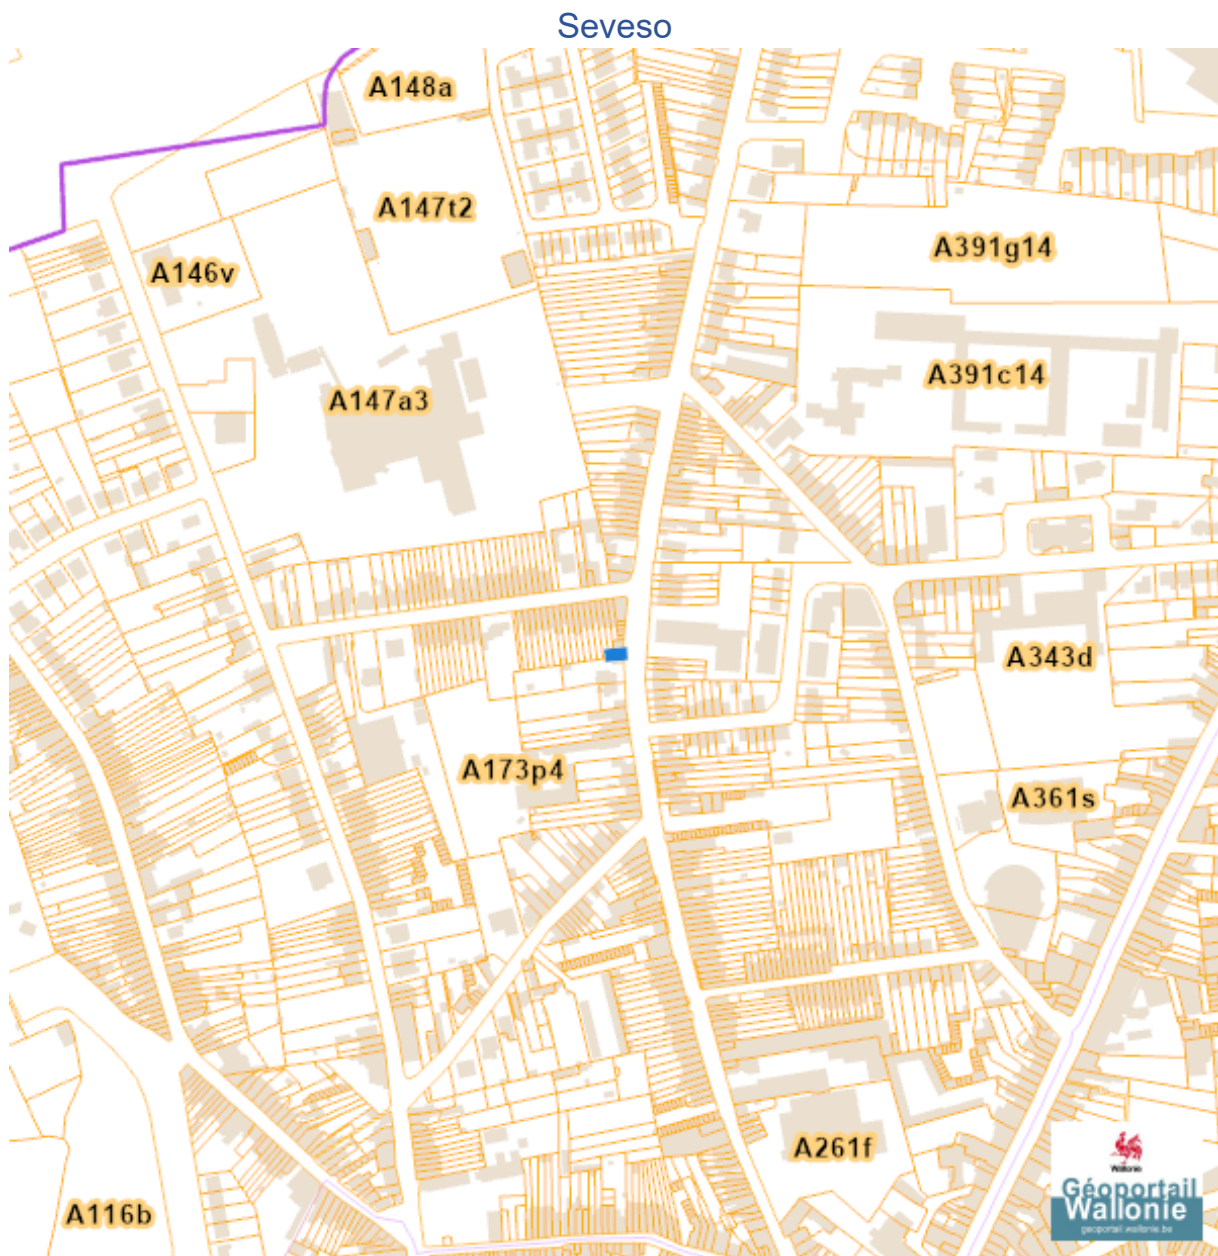 Seveso
A148a
A147t2
A391g14
A146v
A391c14
A147a3
A343d
A173p4
A361s
A261f
A116b
Wallonie
Géoportail
Wallonie
geoportail.wallonie.be